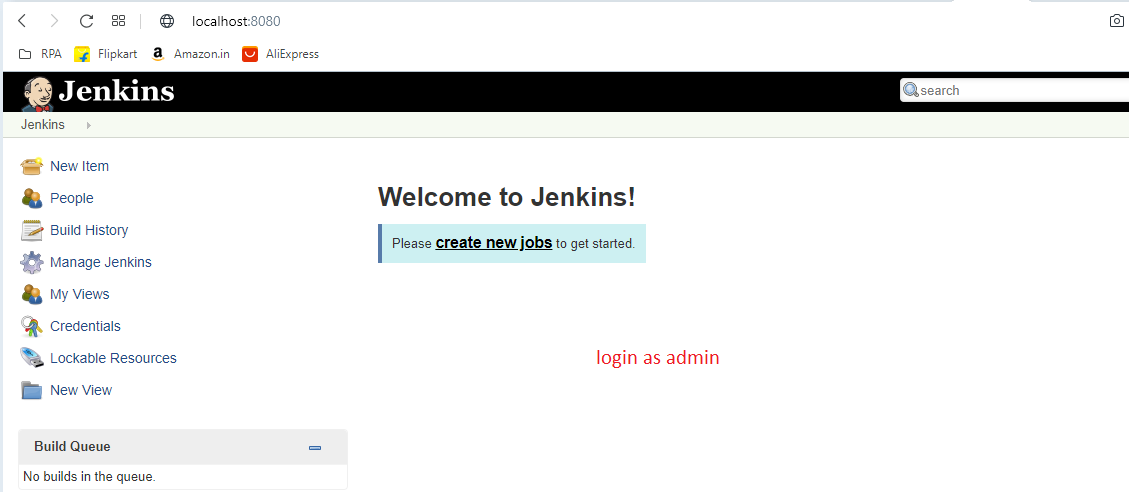 localhost:8080
RPA Flipkart Amazon.in AliExpress
Jenkins
search
Jenkins
New Item
People
Build History
Manage Jenkins
My Views
Credentials
Lockable Resources
New View
Build Queue
No builds in the queue.
Welcome to Jenkins!
Please create new jobs to get started.
login as admin